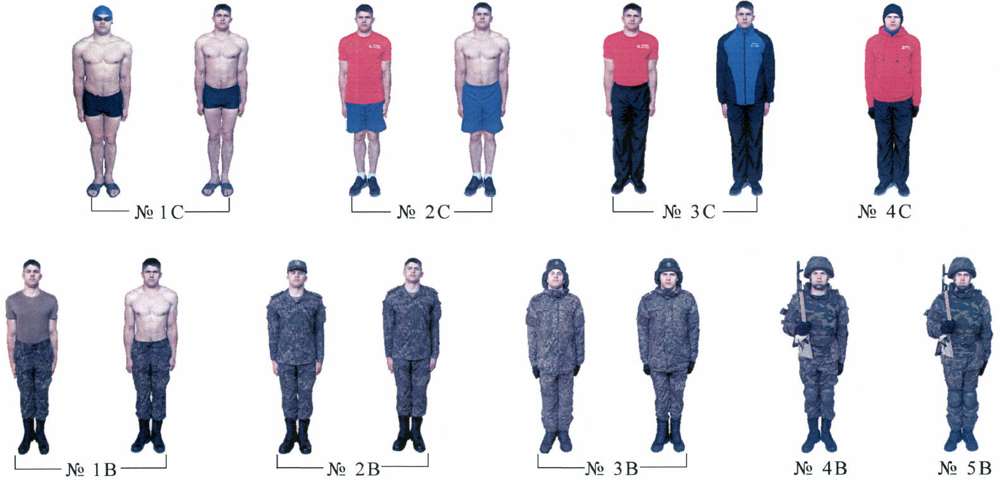 № 1С
№ 2С
№ 3С
№ 4С
№ 1В
№ 2В
№ 3В
№ 4В
№ 5В